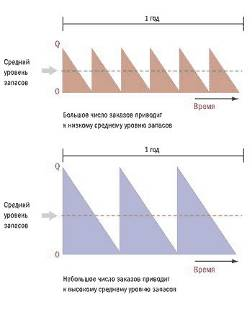 1 год
Q
Средний
уровень
запасов
0
Время
Большое число заказов приводит
к низкому среднему уровню запасов
1 год
Q
Средний
уровень
запасов
0
Время
Небольшое число заказов приводит
к высокому среднему уровню запасов